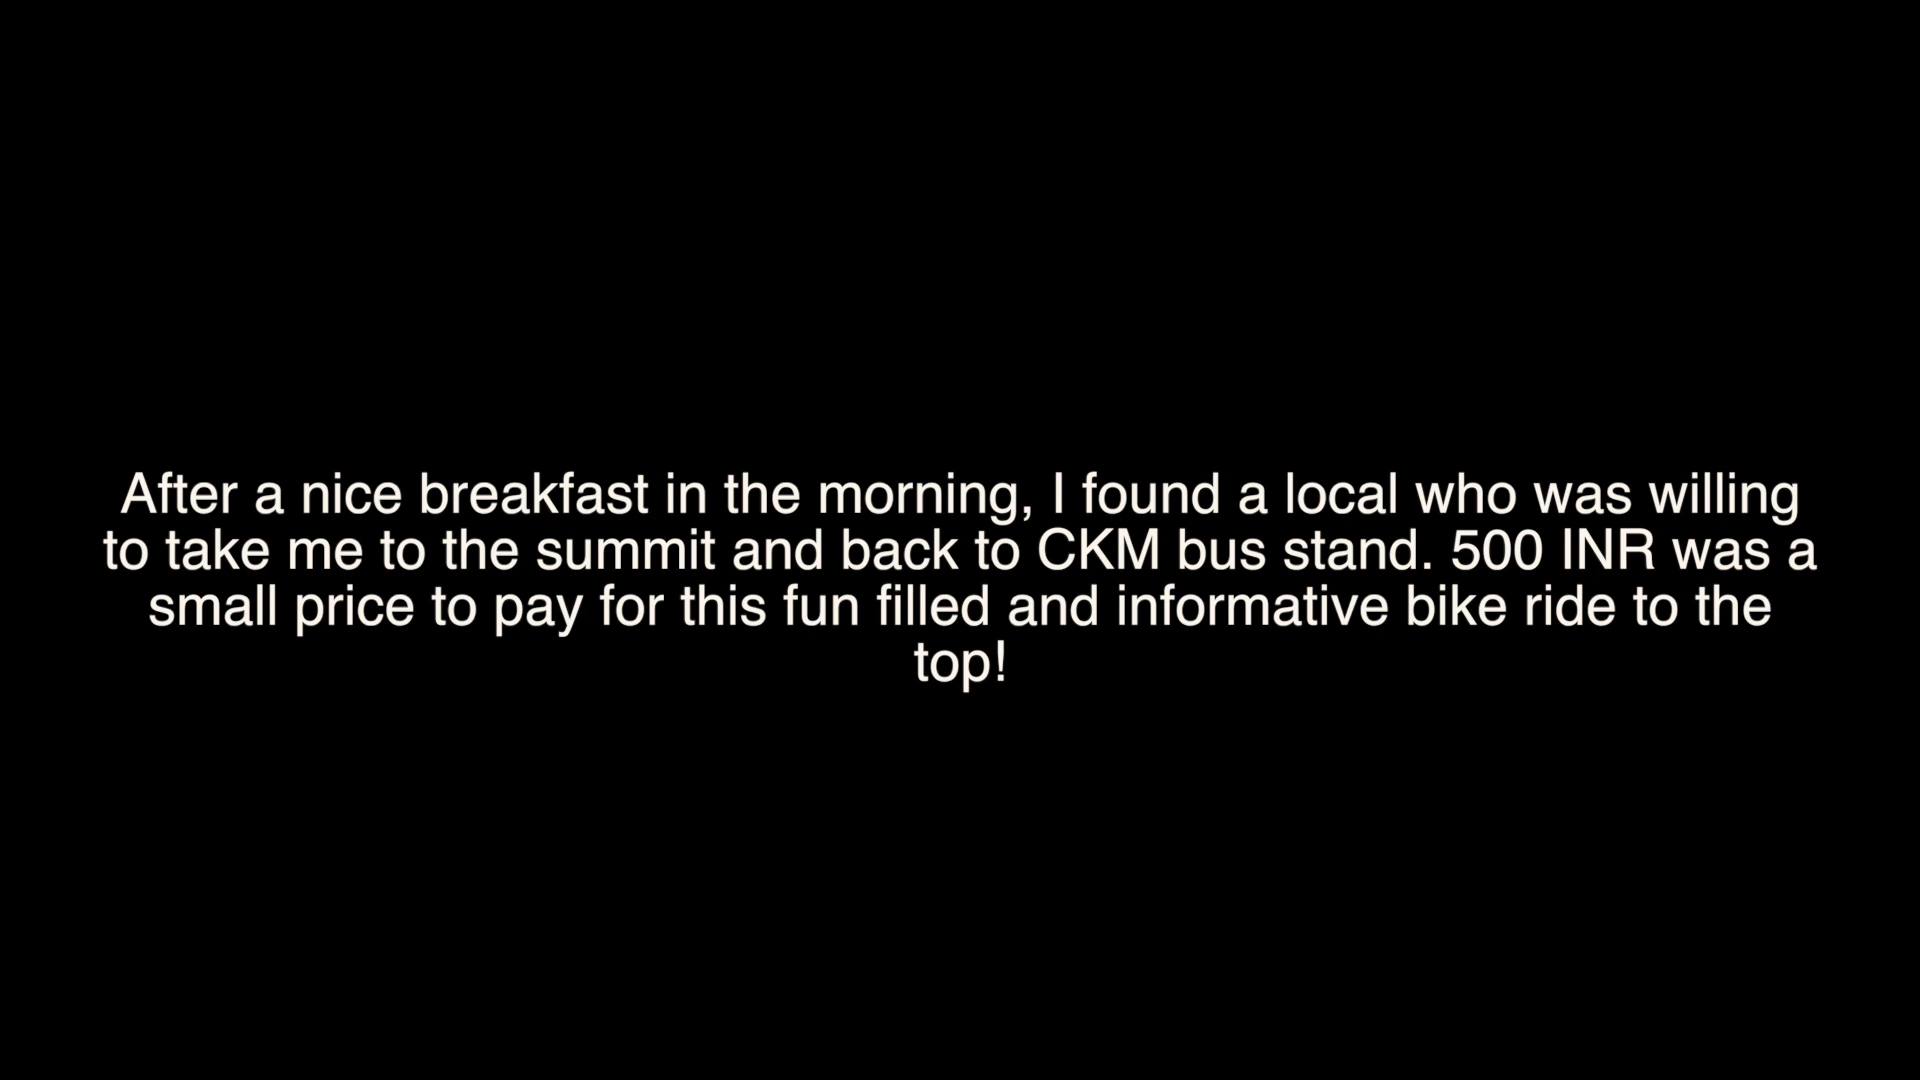 After a nice breakfast in the morning, I found a local who was willing
to take me to the summit and back to CKM bus stand. 500 INR was a
small price to pay for this fun filled and informative bike ride to the
top!